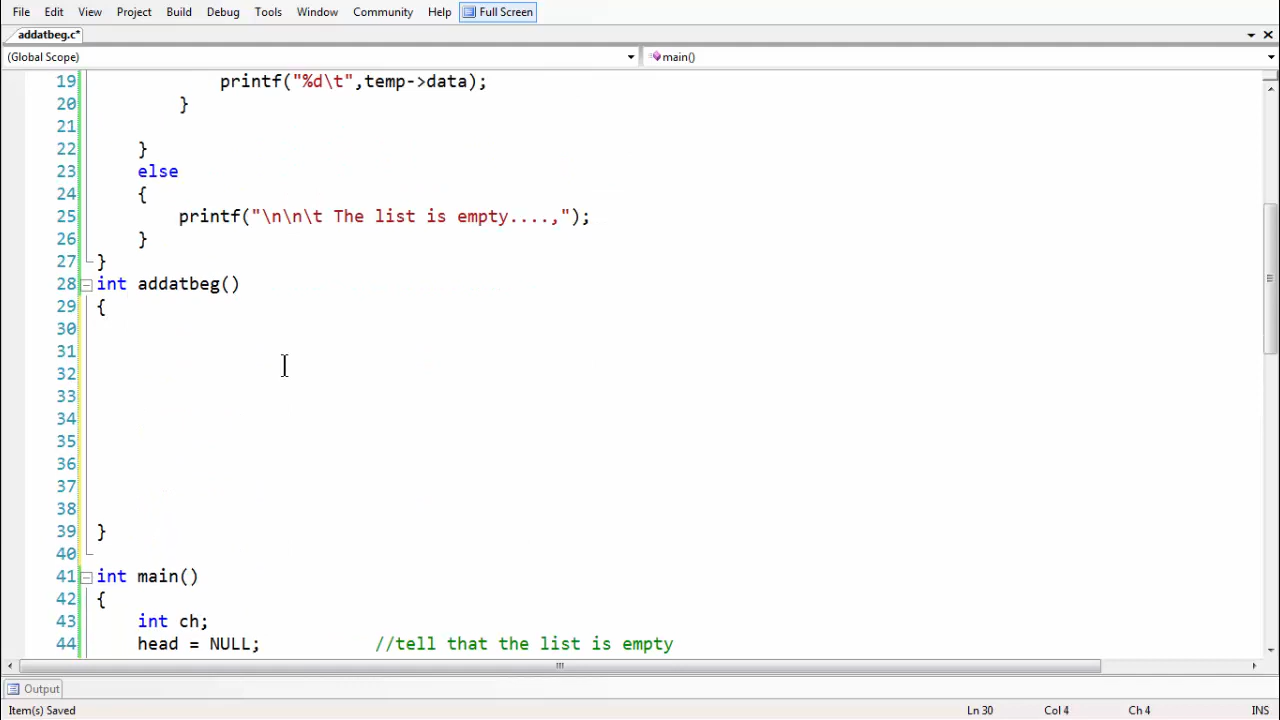 File Edit View Project Build Debug Tools Window Community Help Full Screen
addatbeg.c*
(Global Scope) main()
19 printf("%d\t",temp->data);
20 }
21
22 }
23 else
24 {
25 printf("\n\n\t The list is empty....,");
26 }
27 }
28 int addatbeg()
29 {
30
31
32
33
34
35
36
37
38
39 }
40
41 int main()
42 {
43 int ch;
44 head = NULL; //tell that the list is empty
Output
Item(s) Saved Ln 30 Col 4 Ch 4 INS